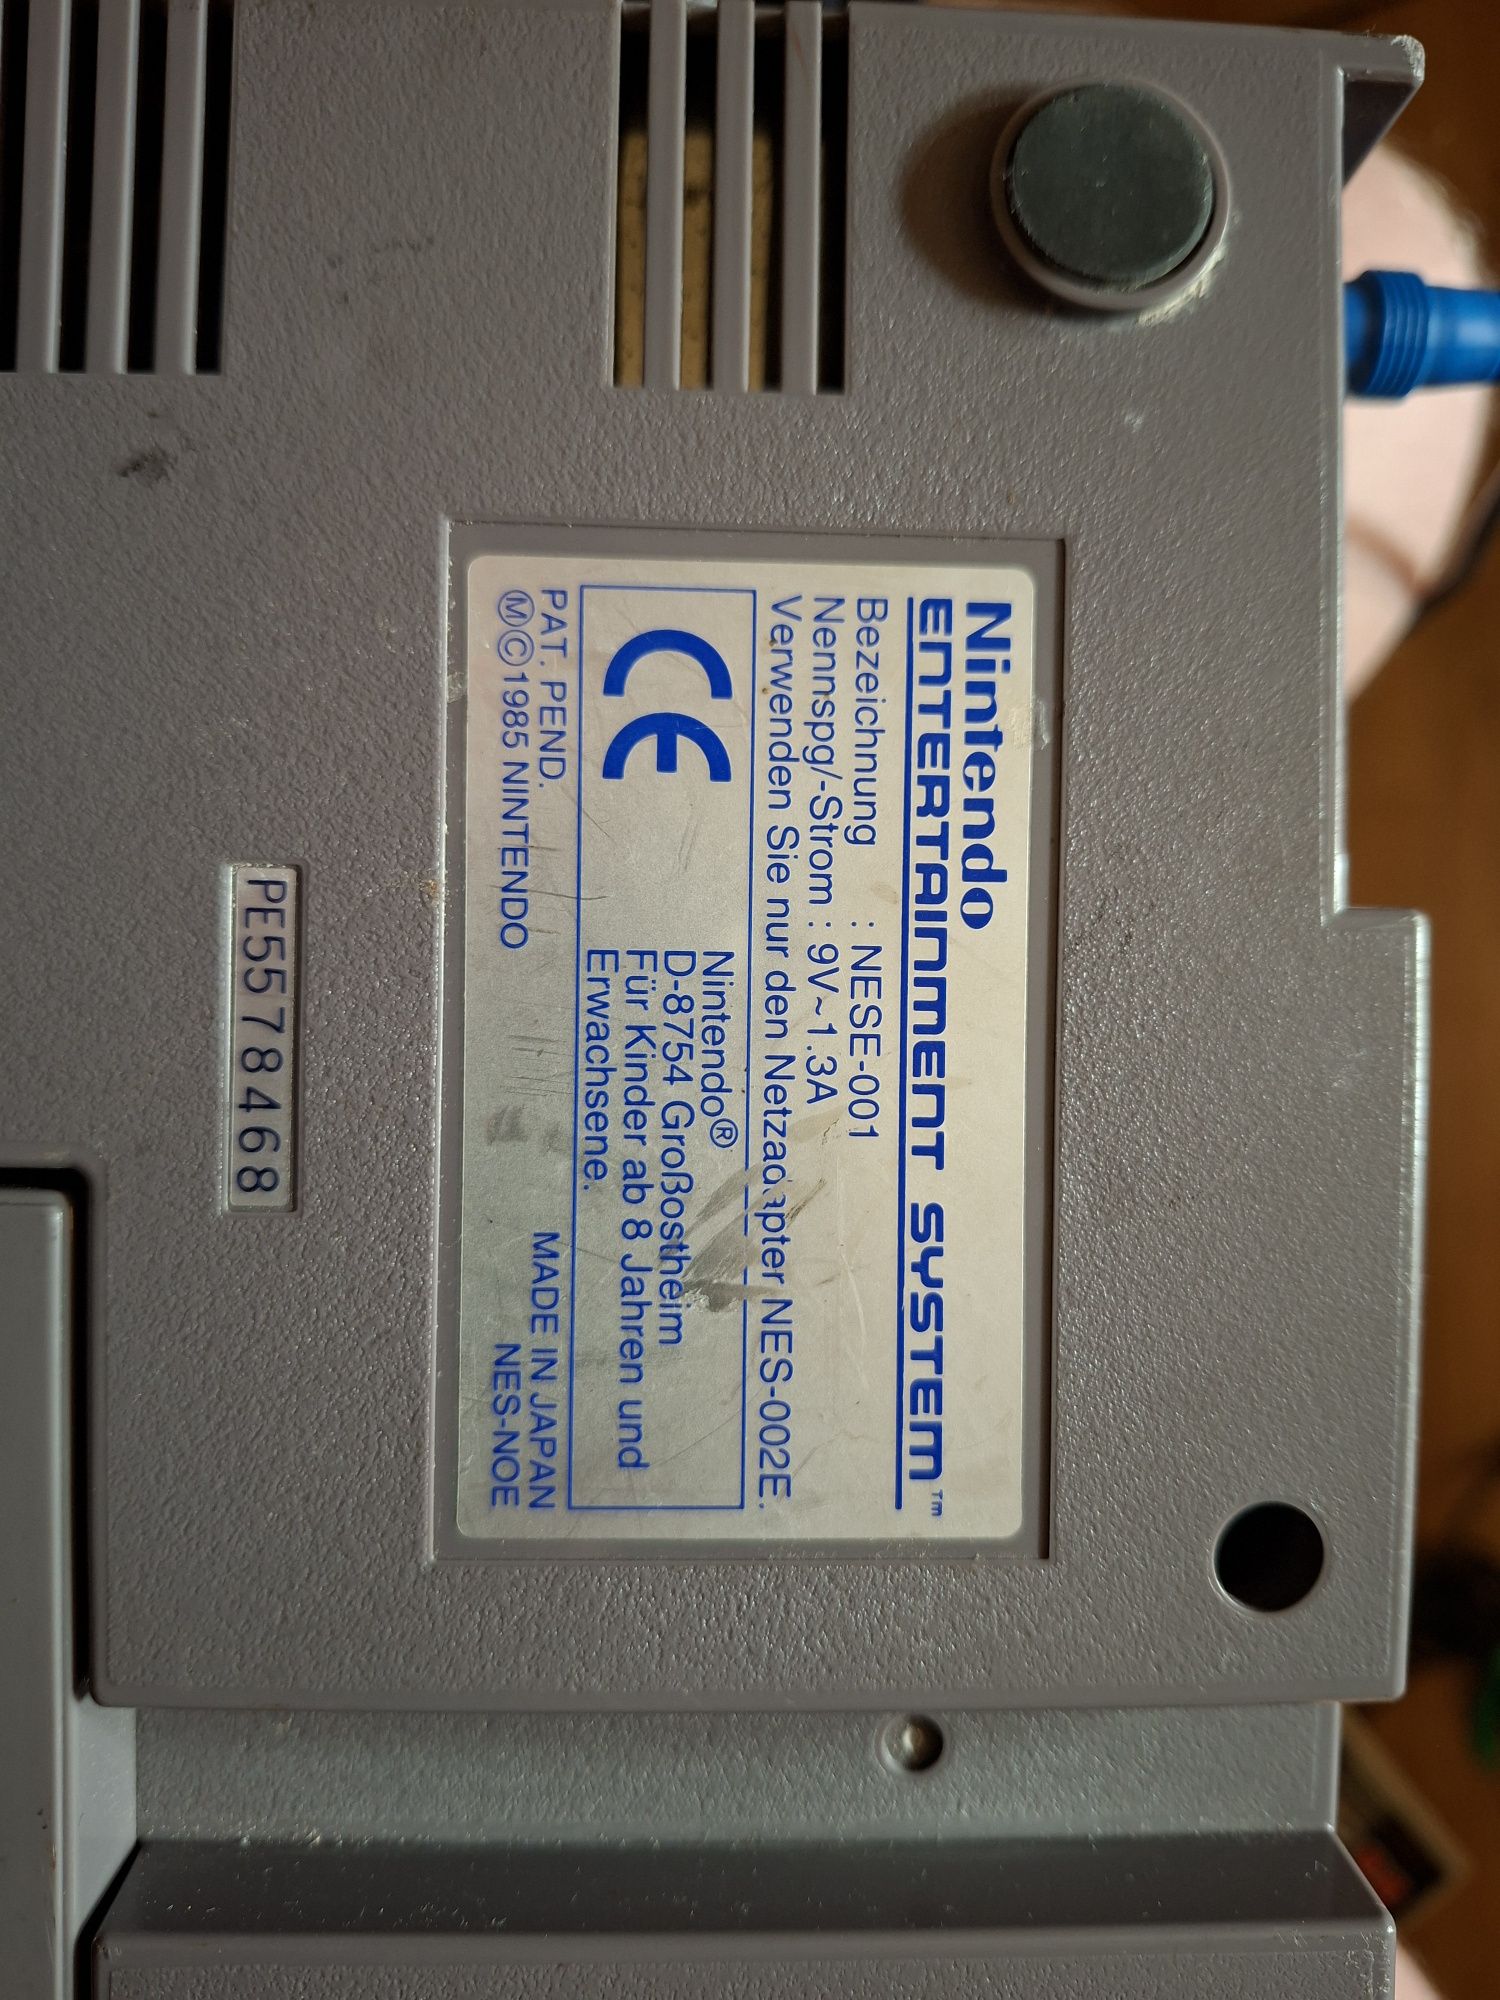 Nintendo
ENTERTAINMENT SYSTEM™
Bezeichnung : NESE-001
Nennspg/-Strom : 9V~1.3A
Verwenden Sie nur den Netzadapter NES-002E.
CE
Nintendo®
D-8754 Großostheim
Für Kinder ab 8 Jahren und
Erwachsene.
PAT. PEND.
MADE IN JAPAN
Ⓜ©1985 NINTENDO
NES-NOE
PE5578468